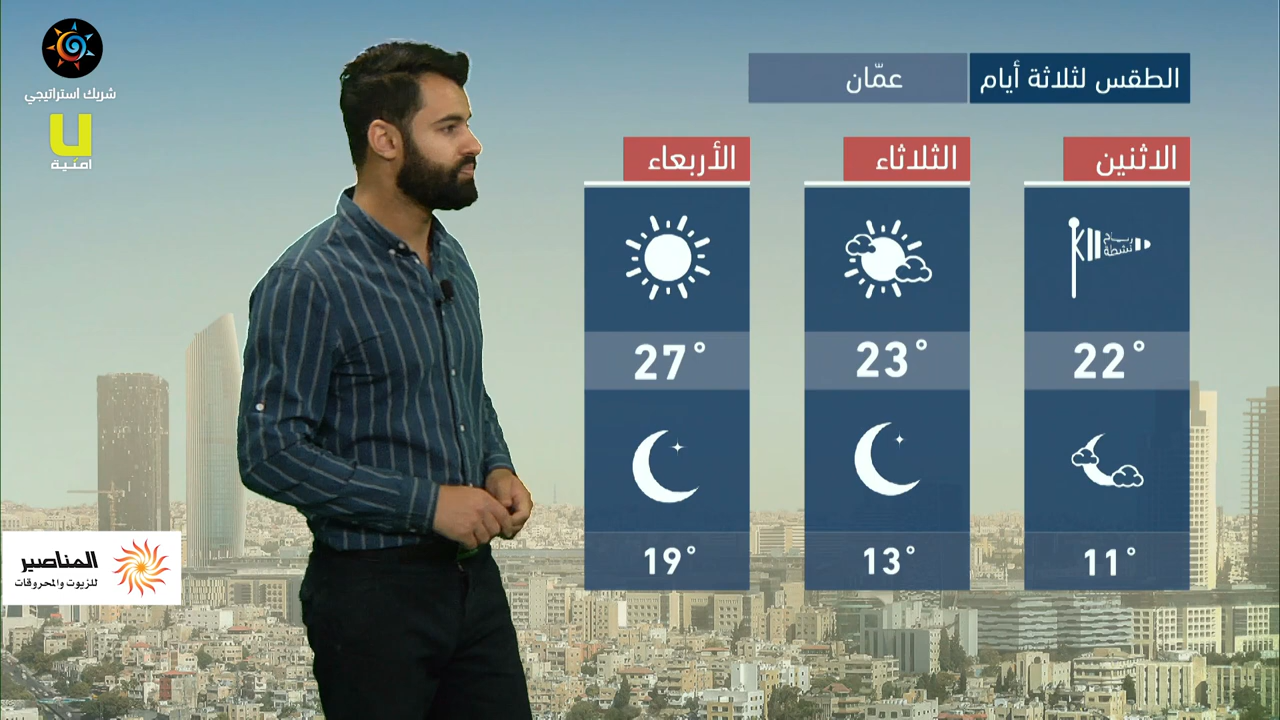 شريك استراتيجي
U
امنية
الطقس لثلاثة أيام
عمّان
الاثنين
رياح
نشطة
22°
11°
الثلاثاء
23°
13°
الأربعاء
27°
19°
المناصير
للزيوت والمحروقات